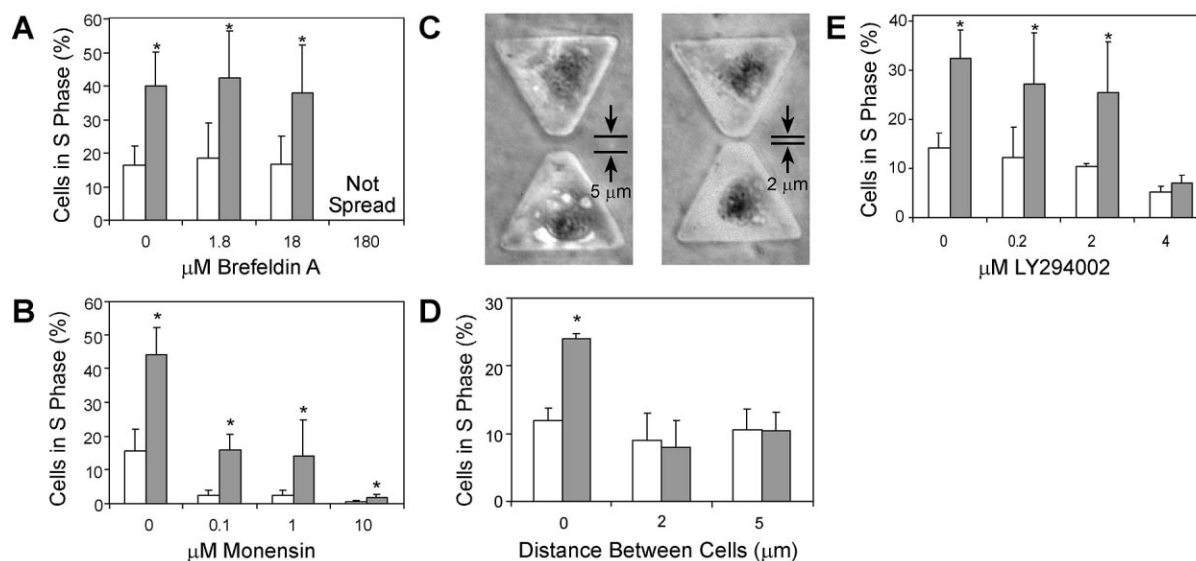 A
Cells in S Phase (%)
60
50
40
30
20
10
0
*
*
*
Not
Spread
0 1.8 18 180
μM Brefeldin A
B
Cells in S Phase (%)
60
50
40
30
20
10
0
*
*
*
*
0 0.1 1 10
μM Monensin
C
5 μm
2 μm
D
Cells in S Phase (%)
30
20
10
0
*
0 2 5
Distance Between Cells (μm)
E
Cells in S Phase (%)
40
30
20
10
0
*
*
*
0 0.2 2 4
μM LY294002